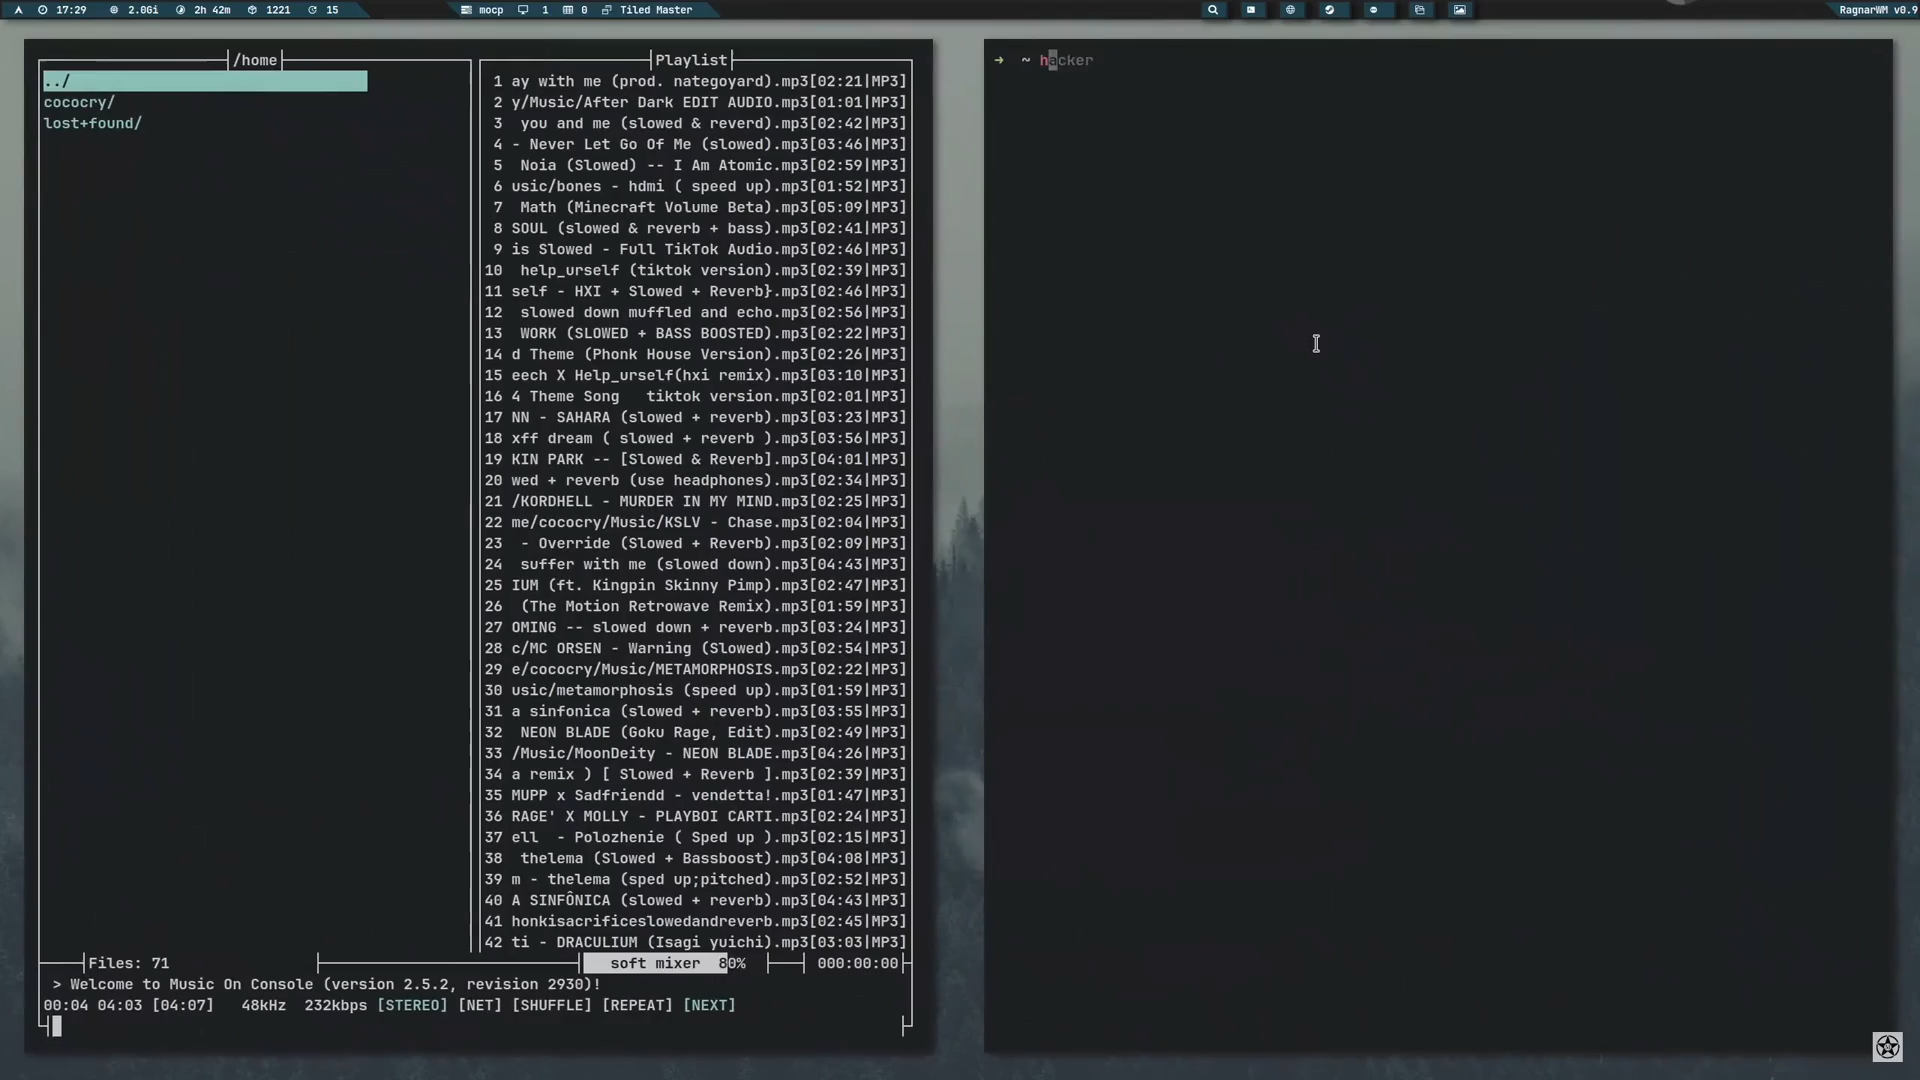 17:29 2.0Gi 2h 42m 1221 15 mocp 1 0 Tiled Master RagnarWM v0.9
/home
../
cococry/
lost+found/
Playlist
1 ay with me (prod. nategoyard).mp3[02:21|MP3]
2 y/Music/After Dark EDIT AUDIO.mp3[01:01|MP3]
3 you and me (slowed & reverd).mp3[02:42|MP3]
4 - Never Let Go Of Me (slowed).mp3[03:46|MP3]
5 Noia (Slowed) -- I Am Atomic.mp3[02:59|MP3]
6 usic/bones - hdmi ( speed up).mp3[01:52|MP3]
7 Math (Minecraft Volume Beta).mp3[05:09|MP3]
8 SOUL (slowed & reverb + bass).mp3[02:41|MP3]
9 is Slowed - Full TikTok Audio.mp3[02:46|MP3]
10 help_urself (tiktok version).mp3[02:39|MP3]
11 self - HXI + Slowed + Reverb}.mp3[02:46|MP3]
12 slowed down muffled and echo.mp3[02:56|MP3]
13 WORK (SLOWED + BASS BOOSTED).mp3[02:22|MP3]
14 d Theme (Phonk House Version).mp3[02:26|MP3]
15 eech X Help_urself(hxi remix).mp3[03:10|MP3]
16 4 Theme Song   tiktok version.mp3[02:01|MP3]
17 NN - SAHARA (slowed + reverb).mp3[03:23|MP3]
18 xff dream ( slowed + reverb ).mp3[03:56|MP3]
19 KIN PARK -- [Slowed & Reverb].mp3[04:01|MP3]
20 wed + reverb (use headphones).mp3[02:34|MP3]
21 /KORDHELL - MURDER IN MY MIND.mp3[02:25|MP3]
22 me/cococry/Music/KSLV - Chase.mp3[02:04|MP3]
23 - Override (Slowed + Reverb).mp3[02:09|MP3]
24 suffer with me (slowed down).mp3[04:43|MP3]
25 IUM (ft. Kingpin Skinny Pimp).mp3[02:47|MP3]
26 (The Motion Retrowave Remix).mp3[01:59|MP3]
27 OMING -- slowed down + reverb.mp3[03:24|MP3]
28 c/MC ORSEN - Warning (Slowed).mp3[02:54|MP3]
29 e/cococry/Music/METAMORPHOSIS.mp3[02:22|MP3]
30 usic/metamorphosis (speed up).mp3[01:59|MP3]
31 a sinfonica (slowed + reverb).mp3[03:55|MP3]
32 NEON BLADE (Goku Rage, Edit).mp3[02:49|MP3]
33 /Music/MoonDeity - NEON BLADE.mp3[04:26|MP3]
34 a remix ) [ Slowed + Reverb ].mp3[02:39|MP3]
35 MUPP x Sadfriendd - vendetta!.mp3[01:47|MP3]
36 RAGE' X MOLLY - PLAYBOI CARTI.mp3[02:24|MP3]
37 ell  - Polozhenie ( Sped up ).mp3[02:15|MP3]
38 thelema (Slowed + Bassboost).mp3[04:08|MP3]
39 m - thelema (sped up;pitched).mp3[02:52|MP3]
40 A SINFÔNICA (slowed + reverb).mp3[04:43|MP3]
41 honkisacrificeslowedandreverb.mp3[02:45|MP3]
42 ti - DRACULIUM (Isagi yuichi).mp3[03:03|MP3]
Files: 71 soft mixer 80% 000:00:00
> Welcome to Music On Console (version 2.5.2, revision 2930)!
00:04 04:03 [04:07] 48kHz 232kbps [STEREO] [NET] [SHUFFLE] [REPEAT] [NEXT]
→ ~ hacker